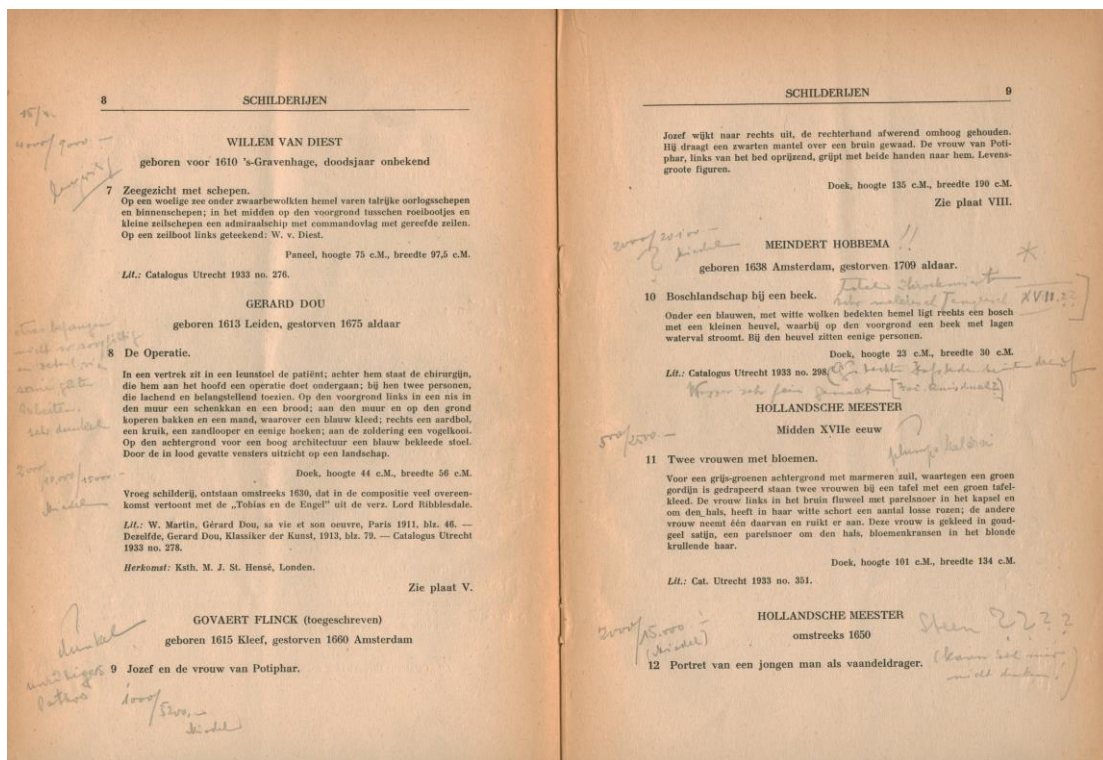 8
SCHILDERIJEN
WILLEM VAN DIEST
geboren voor 1610 's-Gravenhage, doodsjaar onbekend
7 Zeegezicht met schepen.
Op een woelige zee onder zwaarbewolkten hemel varen talrijke oorlogsschepen
en binnenschepen; in het midden op den voorgrond tusschen roeibootjes en
kleine zeilschepen een admiraalschip met commandovlag met gereefde zeilen.
Op een zeilboot links geteekend: W. v. Diest.
Paneel, hoogte 75 c.M., breedte 97,5 c.M.
Lit.: Catalogus Utrecht 1933 no. 276.
GERARD DOU
geboren 1613 Leiden, gestorven 1675 aldaar
8 De Operatie.
In een vertrek zit in een leunstoel de patiënt; achter hem staat de chirurgijn,
die hem aan het hoofd een operatie doet ondergaan; bij hen twee personen,
die lachend en belangstellend toezien. Op den voorgrond links in een nis in
den muur een schenkkan en een brood; aan den muur en op den grond
koperen bakken en een mand, waarover een blauw kleed; rechts een aardbol,
een kruik, een zandlooper en eenige boeken; aan de zoldering een vogelkooi.
Op den achtergrond voor een boog architectuur een blauw bekleede stoel.
Door de in lood gevatte vensters uitzicht op een landschap.
Doek, hoogte 44 c.M., breedte 56 c.M.
Vroeg schilderij, ontstaan omstreeks 1630, dat in de compositie veel overeen-
komst vertoont met de „Tobias en de Engel" uit de verz. Lord Ribblesdale.
Lit.: W. Martin, Gérard Dou, sa vie et son oeuvre, Paris 1911, blz. 46. —
Dezelfde, Gerard Dou, Klassiker der Kunst, 1913, blz. 79. — Catalogus Utrecht
1933 no. 278.
Herkomst: Ksth. M. J. St. Hensé, Londen.
Zie plaat V.
GOVAERT FLINCK (toegeschreven)
geboren 1615 Kleef, gestorven 1660 Amsterdam
dunkel
9 Jozef en de vrouw van Potiphar.
unruhiges
Pathos
1000/5200,—
SCHILDERIJEN
9
Jozef wijkt naar rechts uit, de rechterhand afwerend omhoog gehouden.
Hij draagt een zwarten mantel over een bruin gewaad. De vrouw van Poti-
phar, links van het bed oprijzend, grijpt met beide handen naar hem. Levens-
groote figuren.
Doek, hoogte 135 c.M., breedte 190 c.M.
Zie plaat VIII.
MEINDERT HOBBEMA !!
geboren 1638 Amsterdam, gestorven 1709 aldaar.
10 Boschlandschap bij een beek.
XVII.??
Onder een blauwen, met witte wolken bedekten hemel ligt rechts een bosch
met een kleinen heuvel, waarbij op den voorgrond een beek met lagen
waterval stroomt. Bij den heuvel zitten eenige personen.
Doek, hoogte 23 c.M., breedte 30 c.M.
Lit.: Catalogus Utrecht 1933 no. 298.
HOLLANDSCHE MEESTER
Midden XVIIe eeuw
500/2500.—
11 Twee vrouwen met bloemen.
Voor een grijs-groenen achtergrond met marmeren zuil, waartegen een groen
gordijn is gedrapeerd staan twee vrouwen bij een tafel met een groen tafel-
kleed. De vrouw links in het bruin fluweel met parelsnoer in het kapsel en
om den hals, heeft in haar witte schort een aantal losse rozen; de andere
vrouw neemt één daarvan en ruikt er aan. Deze vrouw is gekleed in goud-
geel satijn, een parelsnoer om den hals, bloemenkransen in het blonde
krullende haar.
Doek, hoogte 101 c.M., breedte 134 c.M.
Lit.: Cat. Utrecht 1933 no. 351.
HOLLANDSCHE MEESTER
omstreeks 1650
Steen ????
2000/15.000 —
12 Portret van een jongen man als vaandeldrager.